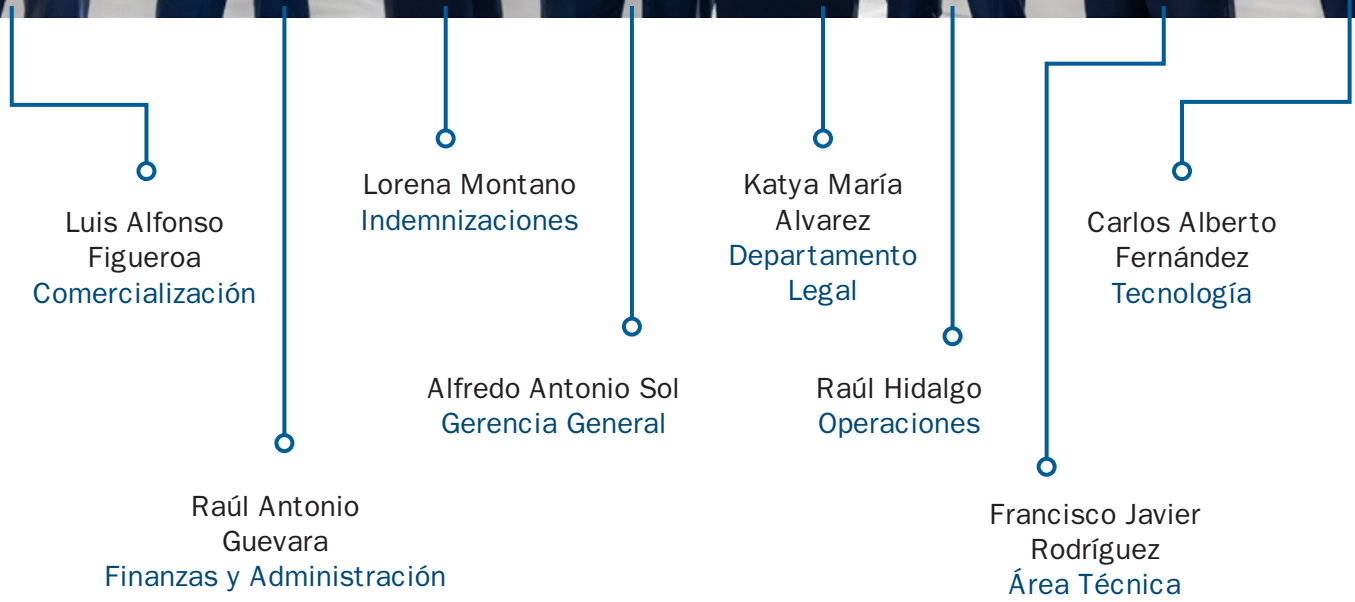 Luis Alfonso
Figueroa
Comercialización
Raúl Antonio
Guevara
Finanzas y Administración
Lorena Montano
Indemnizaciones
Alfredo Antonio Sol
Gerencia General
Katya María
Alvarez
Departamento
Legal
Raúl Hidalgo
Operaciones
Francisco Javier
Rodríguez
Área Técnica
Carlos Alberto
Fernández
Tecnología